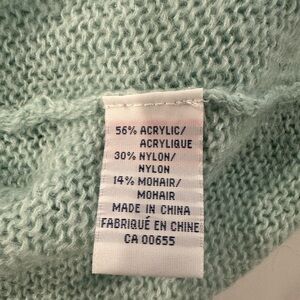 56% ACRYLIC/
ACRYLIQUE
30% NYLON/
NYLON
14% MOHAIR/
MOHAIR
MADE IN CHINA
FABRIQUÉ EN CHINE
CA 00655